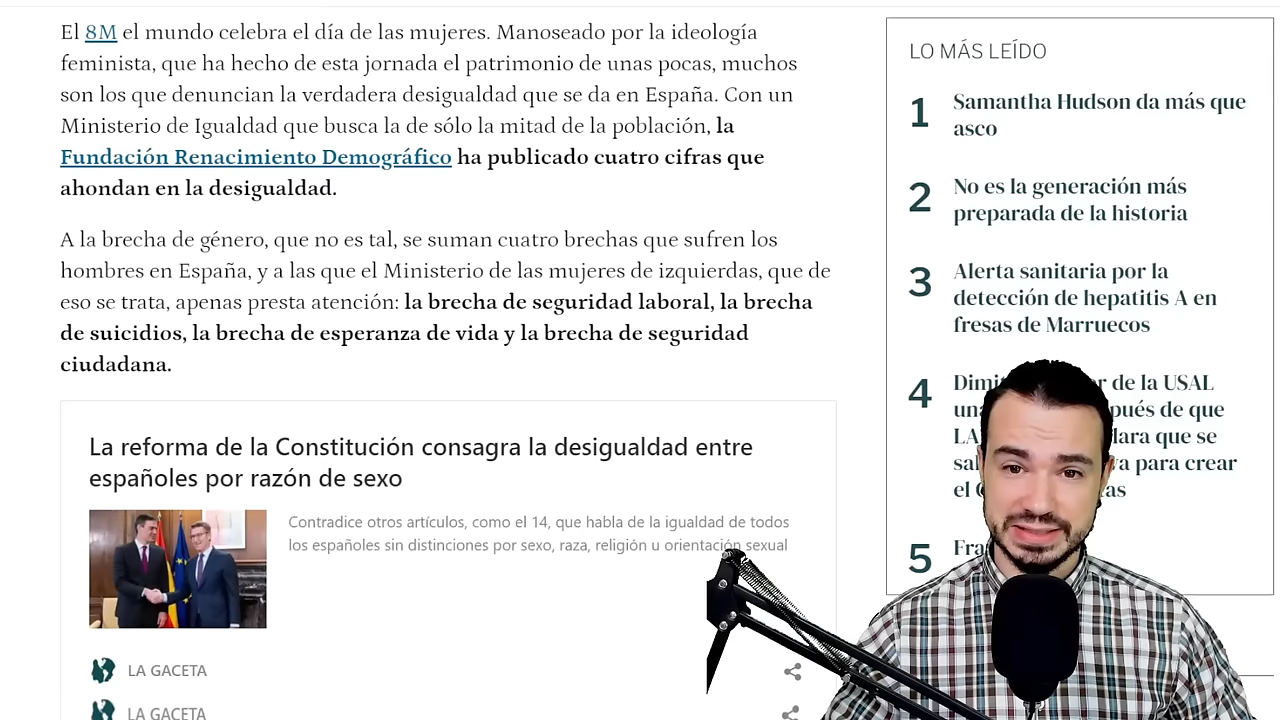 El 8M el mundo celebra el día de las mujeres. Manoseado por la ideología
feminista, que ha hecho de esta jornada el patrimonio de unas pocas, muchos
son los que denuncian la verdadera desigualdad que se da en España. Con un
Ministerio de Igualdad que busca la de sólo la mitad de la población, la
Fundación Renacimiento Demográfico ha publicado cuatro cifras que
ahondan en la desigualdad.
A la brecha de género, que no es tal, se suman cuatro brechas que sufren los
hombres en España, y a las que el Ministerio de las mujeres de izquierdas, que de
eso se trata, apenas presta atención: la brecha de seguridad laboral, la brecha
de suicidios, la brecha de esperanza de vida y la brecha de seguridad
ciudadana.
La reforma de la Constitución consagra la desigualdad entre
españoles por razón de sexo
Contradice otros artículos, como el 14, que habla de la igualdad de todos
los españoles sin distinciones por sexo, raza, religión u orientación sexual
LA GACETA
LA GACETA
LO MÁS LEÍDO
1 Samantha Hudson da más que
asco
2 No es la generación más
preparada de la historia
3 Alerta sanitaria por la
detección de hepatitis A en
fresas de Marruecos
4 de la USAL
de que
que se
para crear
el
5